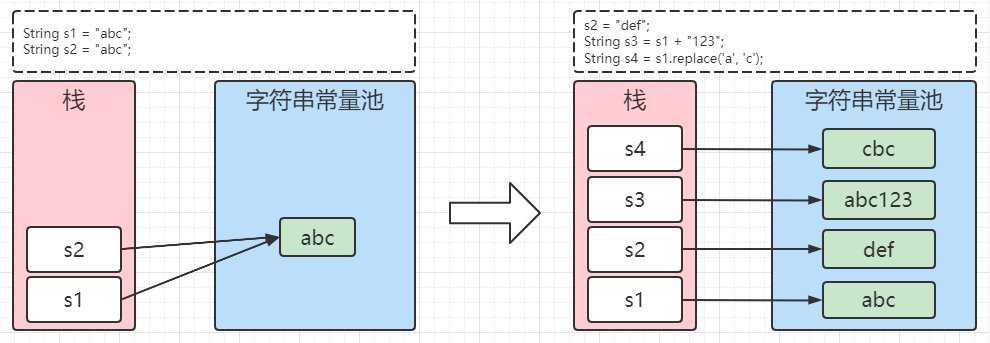 String s1 = "abc";
String s2 = "abc";
栈
字符串常量池
s2
s1
abc
s2 = "def";
String s3 = s1 + "123";
String s4 = s1.replace('a', 'c');
栈
字符串常量池
s4
cbc
s3
abc123
s2
def
s1
abc